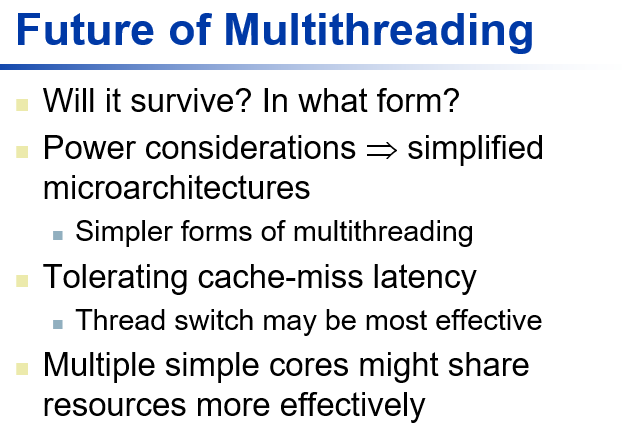 Future of Multithreading
Will it survive? In what form?
Power considerations ⇒ simplified
microarchitectures
Simpler forms of multithreading
Tolerating cache-miss latency
Thread switch may be most effective
Multiple simple cores might share
resources more effectively